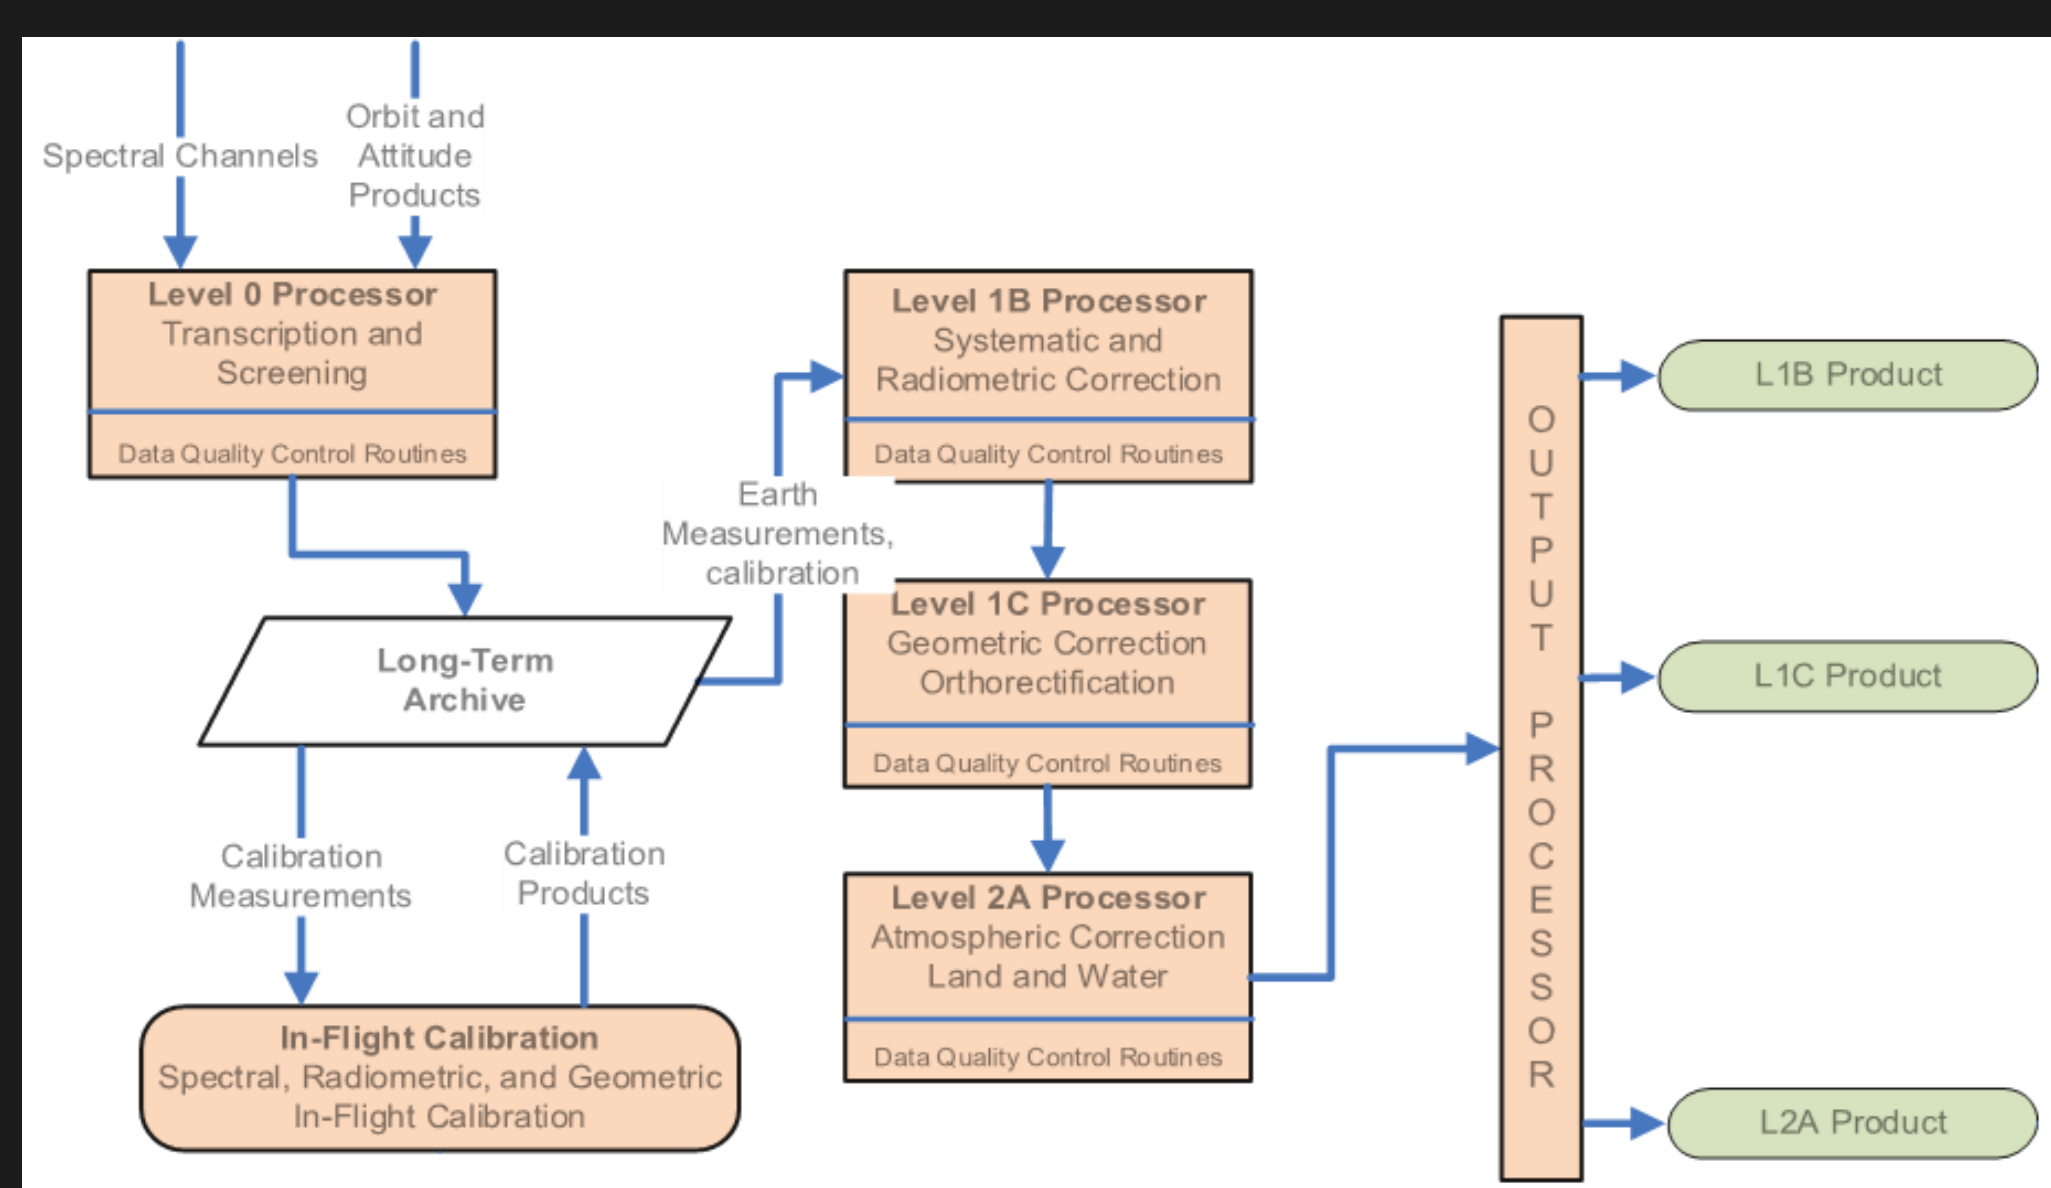 Spectral Channels
Orbit and
Attitude
Products
Level 0 Processor
Transcription and
Screening
Data Quality Control Routines
Long-Term
Archive
Calibration
Measurements
Calibration
Products
In-Flight Calibration
Spectral, Radiometric, and Geometric
In-Flight Calibration
Earth
Measurements,
calibration
Level 1B Processor
Systematic and
Radiometric Correction
Data Quality Control Routines
Level 1C Processor
Geometric Correction
Orthorectification
Data Quality Control Routines
Level 2A Processor
Atmospheric Correction
Land and Water
Data Quality Control Routines
OUTPUT PROCESSOR
L1B Product
L1C Product
L2A Product